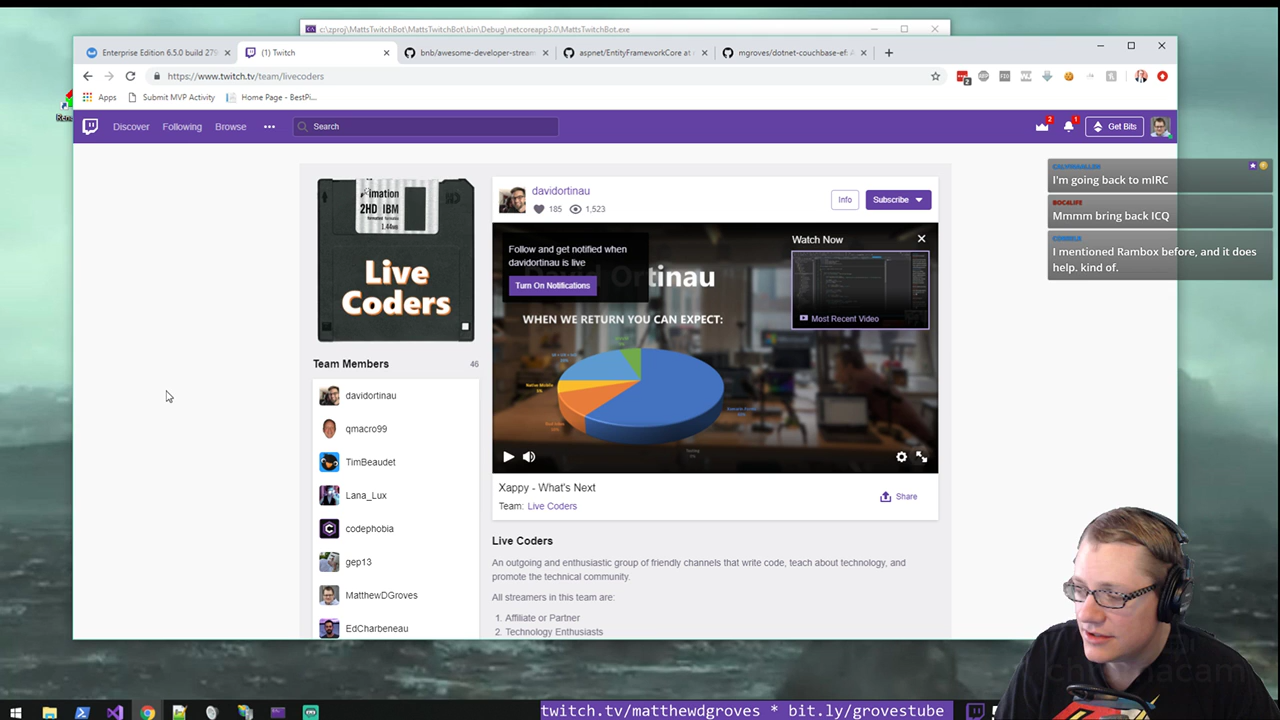 c:\zproj\MattsTwitchBot\MattsTwitchBot\bin\Debug\netcoreapp3.0\MattsTwitchBot.exe
Enterprise Edition 6.5.0 build 279
(1) Twitch
bnb/awesome-developer-stream
aspnet/EntityFrameworkCore at
mgroves/dotnet-couchbase-ef: A
https://www.twitch.tv/team/livecoders
Apps
Submit MVP Activity
Home Page - BestPi...
Discover
Following
Browse
Search
2
1
Get Bits
I'm going back to mIRC
BOCALIFE
Mmmm bring back ICQ
I mentioned Rambox before, and it does
help. kind of.
2HD IBM
Live
Coders
davidortinau
185
1,523
Info
Subscribe
Follow and get notified when
davidortinau is live
Turn On Notifications
Watch Now
Most Recent Video
David Ortinau
WHEN WE RETURN YOU CAN EXPECT:
Xappy - What's Next
Team: Live Coders
Share
Team Members
46
davidortinau
qmacro99
TimBeaudet
Lana_Lux
codephobia
gep13
MatthewDGroves
EdCharbeneau
Live Coders
An outgoing and enthusiastic group of friendly channels that write code, teach about technology, and
promote the technical community.
All streamers in this team are:
1. Affiliate or Partner
2. Technology Enthusiasts
twitch.tv/matthewdgroves * bit.ly/grovestube